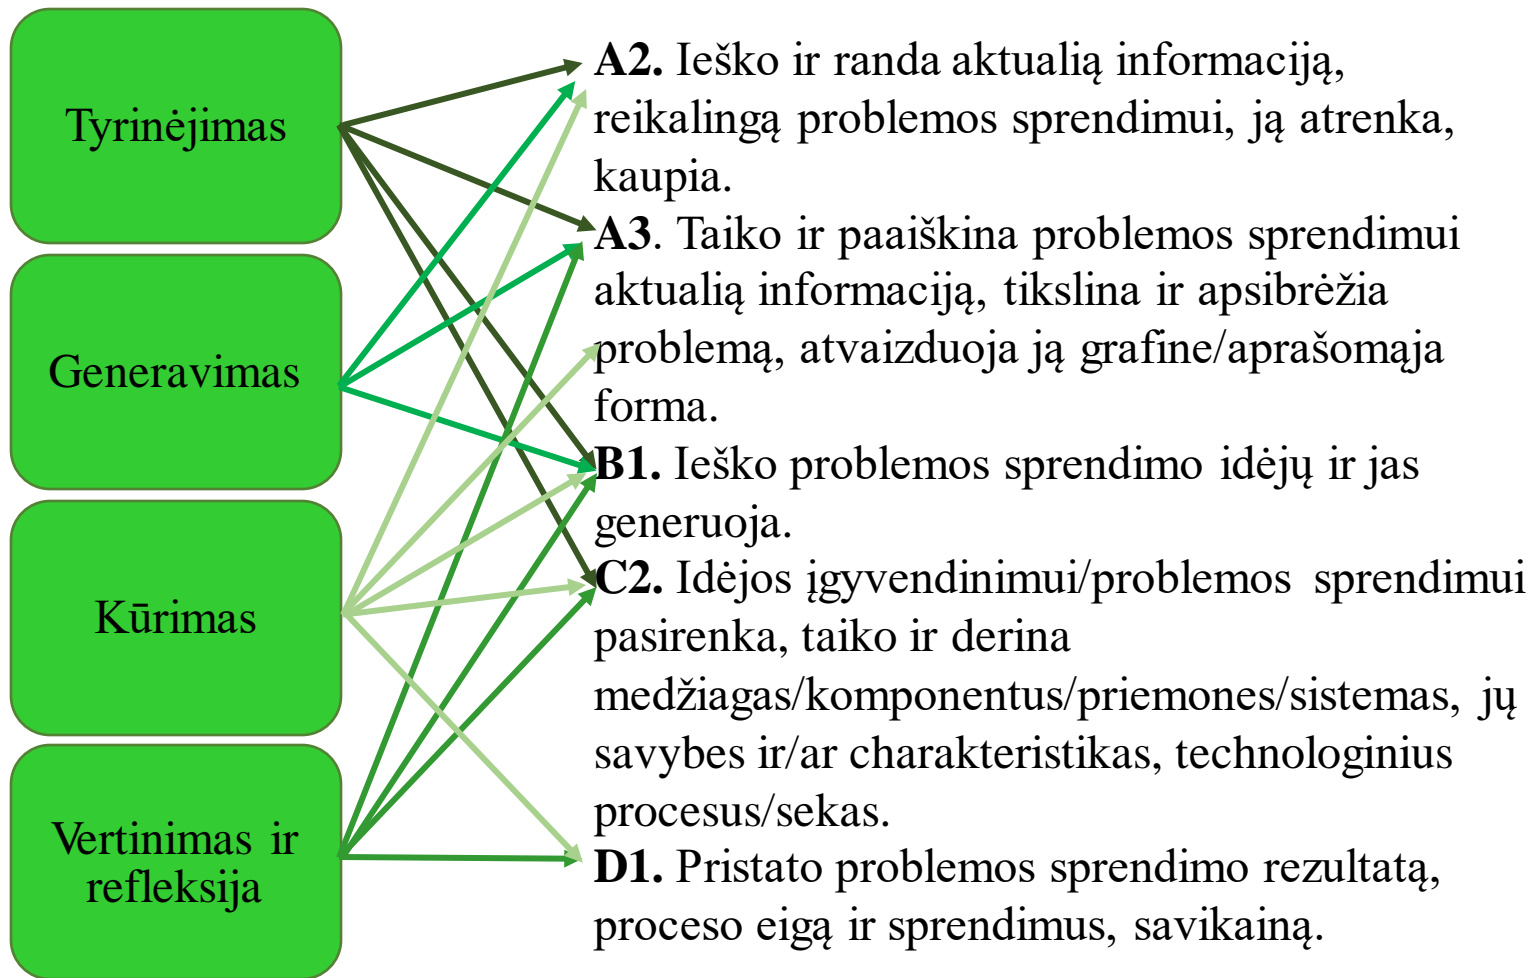 Tyrinėjimas
Generavimas
Kūrimas
Vertinimas ir
refleksija
A2. Ieško ir randa aktualią informaciją,
reikalingą problemos sprendimui, ją atrenka,
kaupia.
A3. Taiko ir paaiškina problemos sprendimui
aktualią informaciją, tikslina ir apsibrėžia
problemą, atvaizduoja ją grafine/aprašomąja
forma.
B1. Ieško problemos sprendimo idėjų ir jas
generuoja.
C2. Idėjos įgyvendinimui/problemos sprendimui
pasirenka, taiko ir derina
medžiagas/komponentus/priemones/sistemas, jų
savybes ir/ar charakteristikas, technologinius
procesus/sekas.
D1. Pristato problemos sprendimo rezultatą,
proceso eigą ir sprendimus, savikainą.